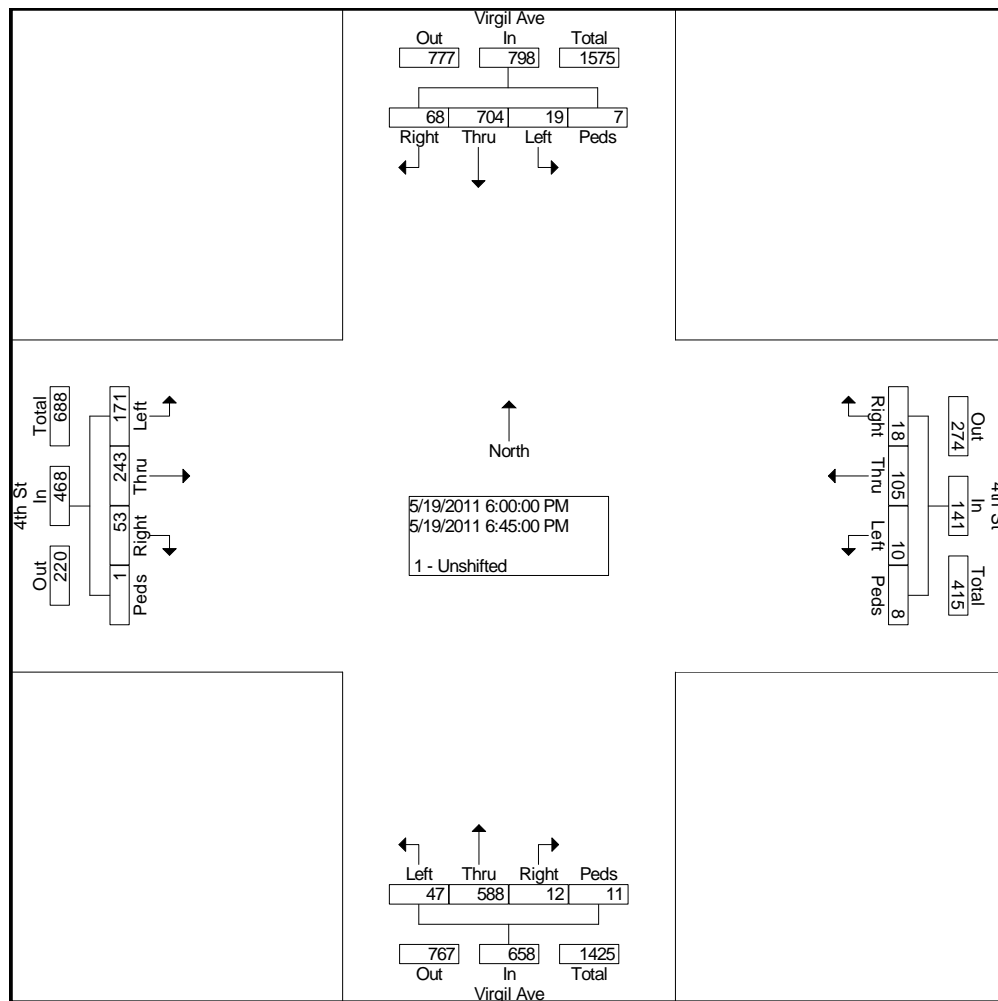 Virgil Ave
Out In Total
777 798 1575
68 704 19 7
Right Thru Left Peds
4th St
Total In Out
688 468 220
171 243 53 1
Left Thru Right Peds
North
5/19/2011 6:00:00 PM
5/19/2011 6:45:00 PM
1 - Unshifted
Right Thru Left Peds
18 105 10 8
Out In Total
274 141 415
4th St
Left Thru Right Peds
47 588 12 11
767 658 1425
Out In Total
Virgil Ave